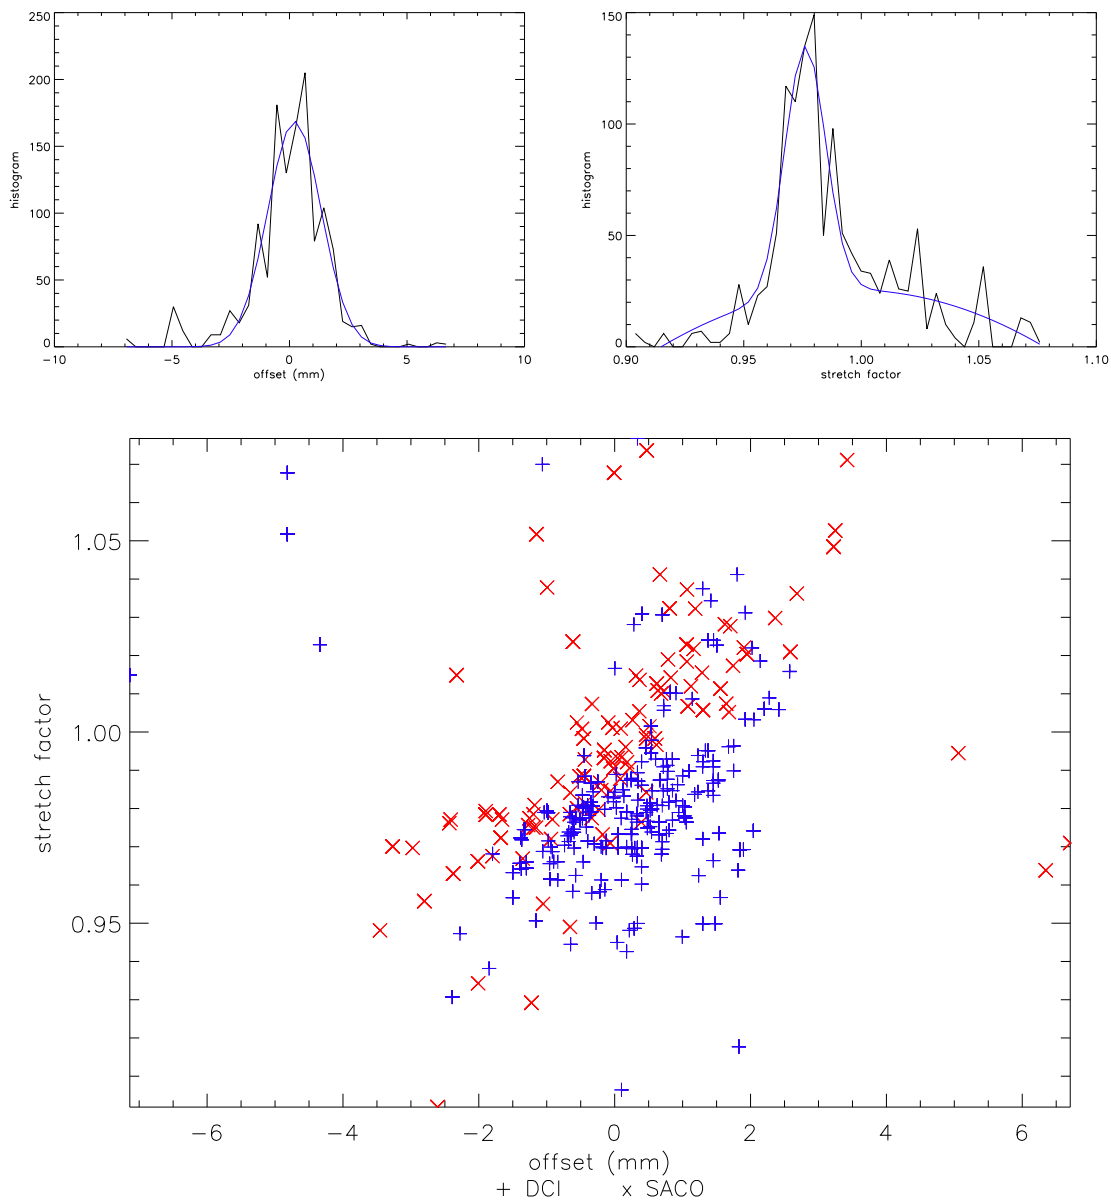 250
200
150
100
50
0
histogram
−10 −5 0 5 10
offset (mm)
150
100
50
0
histogram
0.90 0.95 1.00 1.05 1.10
stretch factor
1.05
1.00
0.95
stretch factor
−6 −4 −2 0 2 4 6
offset (mm)
+ DCI x SACO